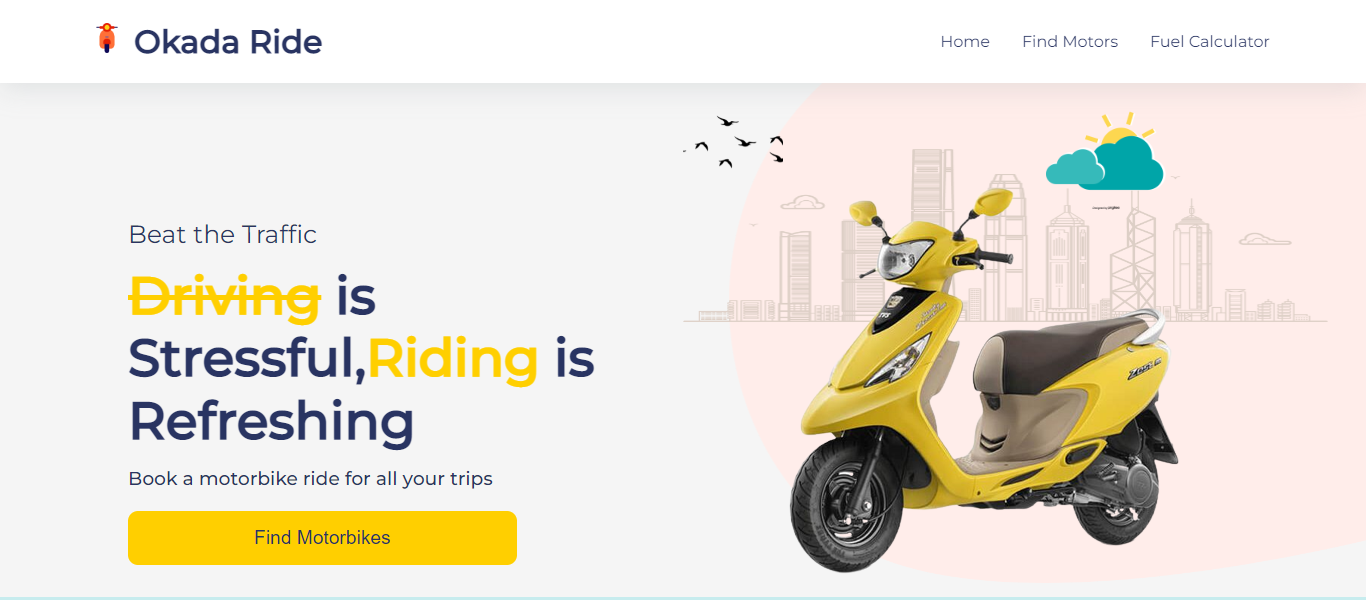 Okada Ride
Home
Find Motors
Fuel Calculator
Beat the Traffic
Driving is
Stressful,Riding is
Refreshing
Book a motorbike ride for all your trips
Find Motorbikes
TVS